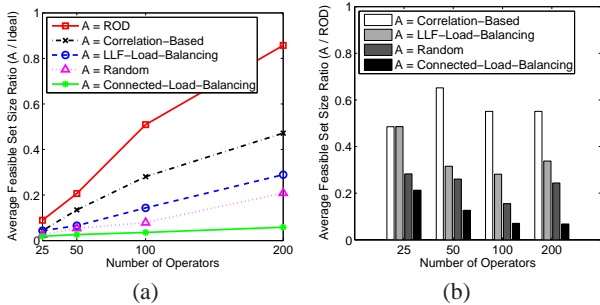 Average Feasible Set Size Ratio (A / Ideal)
1
0.8
0.6
0.4
0.2
0
A = ROD
A = Correlation−Based
A = LLF−Load−Balancing
A = Random
A = Connected−Load−Balancing
25 50 100 200
Number of Operators
(a)
Average Feasible Set Size Ratio (A / ROD)
1
0.8
0.6
0.4
0.2
0
A = Correlation−Based
A = LLF−Load−Balancing
A = Random
A = Connected−Load−Balancing
25 50 100 200
Number of Operators
(b)